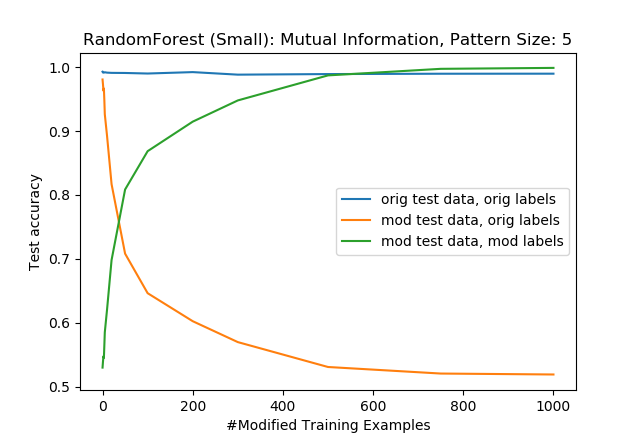 RandomForest (Small): Mutual Information, Pattern Size: 5
Test accuracy
1.0
0.9
0.8
0.7
0.6
0.5
orig test data, orig labels
mod test data, orig labels
mod test data, mod labels
0 200 400 600 800 1000
#Modified Training Examples